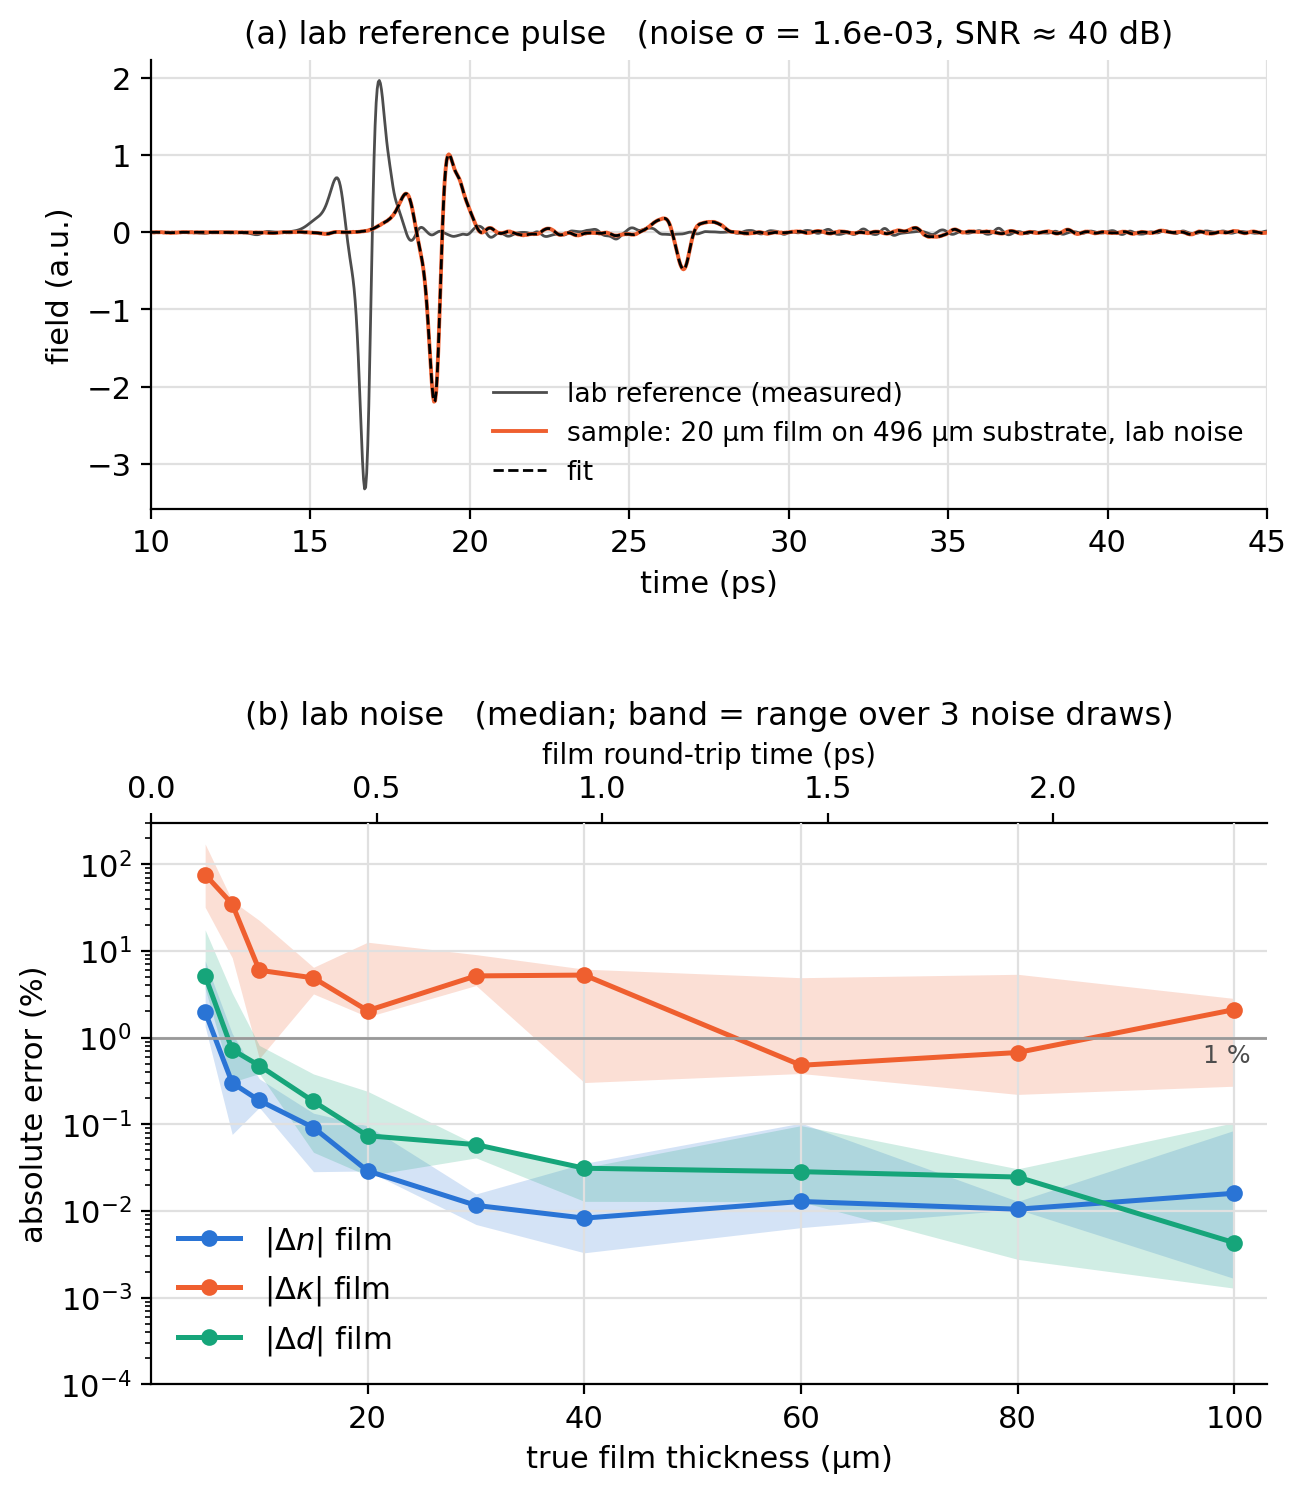 (a) lab reference pulse (noise σ = 1.6e-03, SNR ≈ 40 dB)
2
1
0
−1
−2
−3
field (a.u.)
lab reference (measured)
sample: 20 μm film on 496 μm substrate, lab noise
fit
10 15 20 25 30 35 40 45
time (ps)
(b) lab noise (median; band = range over 3 noise draws)
film round-trip time (ps)
0.0 0.5 1.0 1.5 2.0
10²
10¹
10⁰
10⁻¹
10⁻²
10⁻³
10⁻⁴
absolute error (%)
1 %
|Δn| film
|Δκ| film
|Δd| film
20 40 60 80 100
true film thickness (μm)